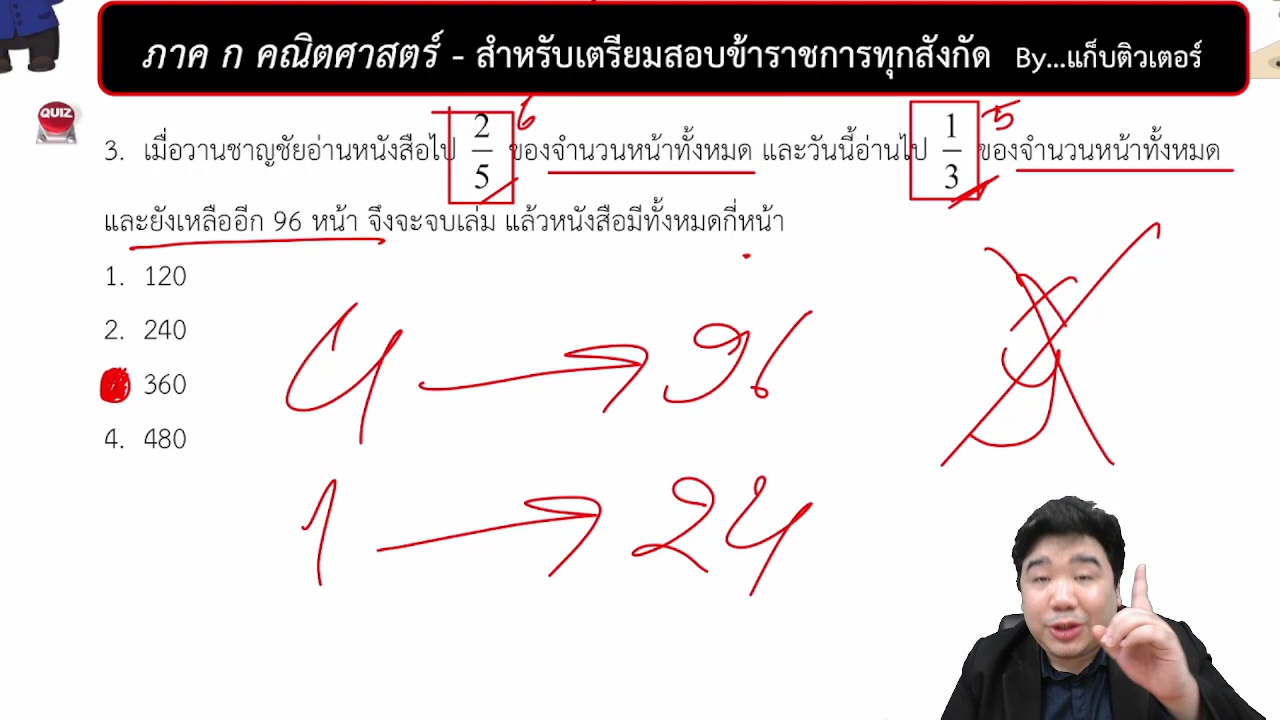 ภาค ก คณิตศาสตร์ - สำหรับเตรียมสอบข้าราชการทุกสังกัด By...แก็บติวเตอร์
QUIZ
6 5
3. เมื่อวานชาญชัยอ่านหนังสือไป 2/5 ของจำนวนหน้าทั้งหมด และวันนี้อ่านไป 1/3 ของจำนวนหน้าทั้งหมด
และยังเหลืออีก 96 หน้า จึงจะจบเล่ม แล้วหนังสือมีทั้งหมดกี่หน้า
1. 120
2. 240
360
4. 480
4 → 96
1 → 24